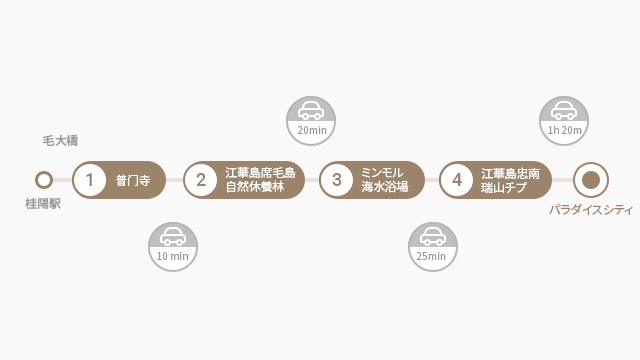 毛大橋
桂陽駅
1
普门寺
10 min
2
江華島席毛島
自然休養林
20min
3
ミンモル
海水浴場
25min
4
江華島忠南
瑞山チプ
1h 20m
パラダイスシティ